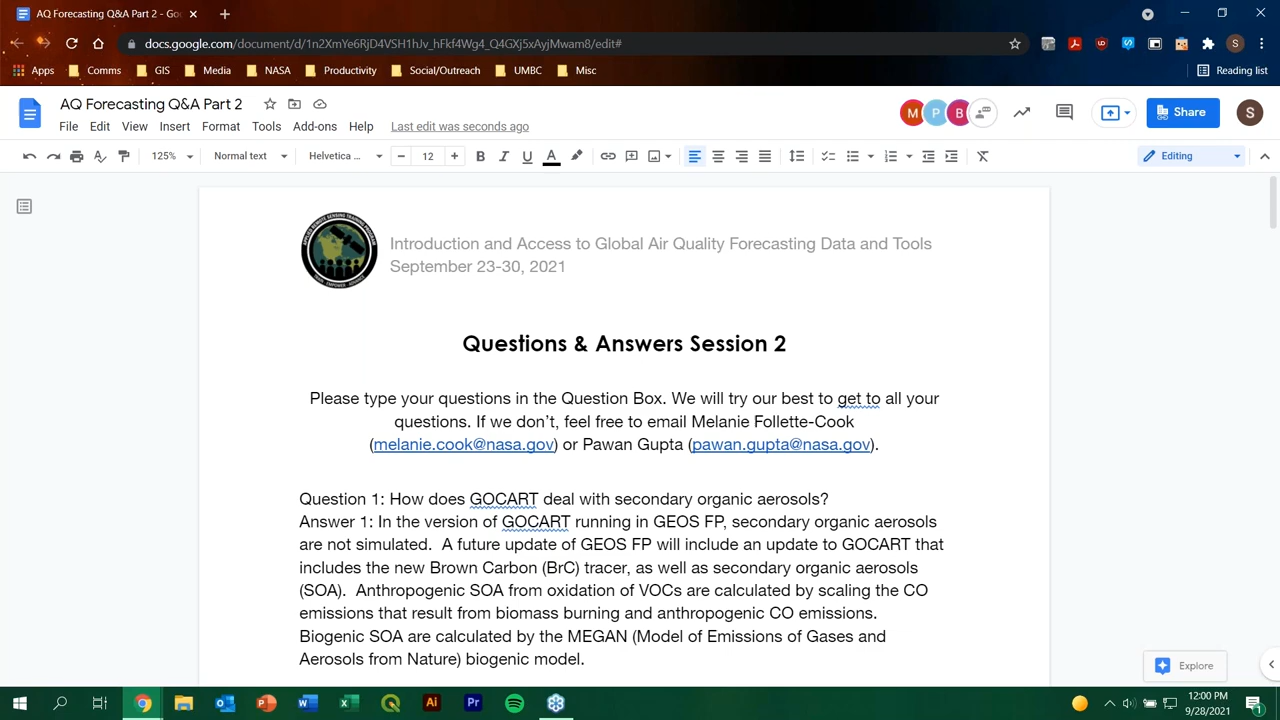 AQ Forecasting Q&A Part 2 - Go
docs.google.com/document/d/1n2XmYe6RjD4VSH1hJv_hFkf4Wg4_Q4GXj5xAyjMwam8/edit#
S
Apps Comms GIS Media NASA Productivity Social/Outreach UMBC Misc Reading list
AQ Forecasting Q&A Part 2
M P B Share S
File Edit View Insert Format Tools Add-ons Help Last edit was seconds ago
125% Normal text Helvetica ... 12 B I U A Editing
Introduction and Access to Global Air Quality Forecasting Data and Tools
September 23-30, 2021
Questions & Answers Session 2
Please type your questions in the Question Box. We will try our best to get to all your
questions. If we don't, feel free to email Melanie Follette-Cook
(melanie.cook@nasa.gov) or Pawan Gupta (pawan.gupta@nasa.gov).
Question 1: How does GOCART deal with secondary organic aerosols?
Answer 1: In the version of GOCART running in GEOS FP, secondary organic aerosols
are not simulated.  A future update of GEOS FP will include an update to GOCART that
includes the new Brown Carbon (BrC) tracer, as well as secondary organic aerosols
(SOA).  Anthropogenic SOA from oxidation of VOCs are calculated by scaling the CO
emissions that result from biomass burning and anthropogenic CO emissions.
Biogenic SOA are calculated by the MEGAN (Model of Emissions of Gases and
Aerosols from Nature) biogenic model.
Explore
12:00 PM
9/28/2021